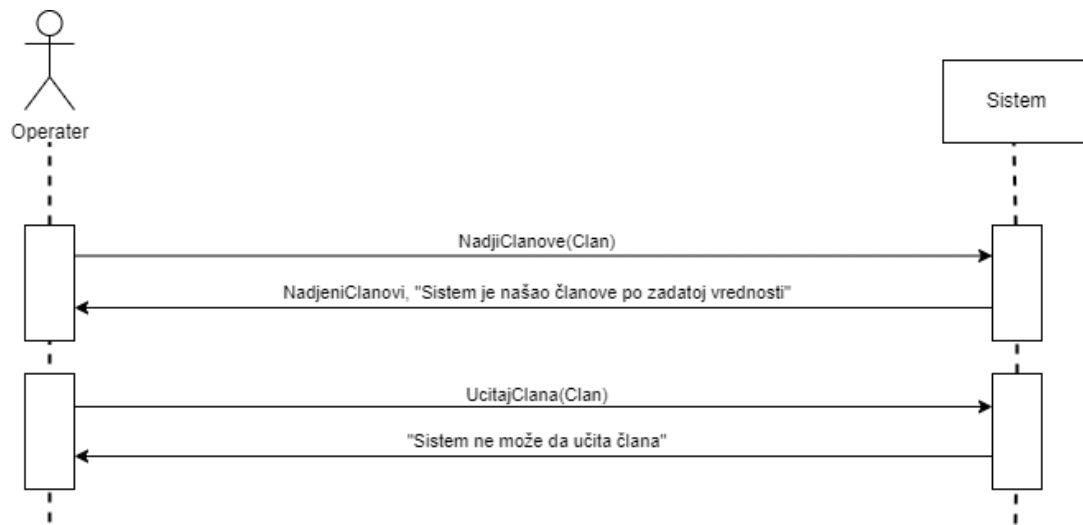 Operater
Sistem
NadjiClanove(Clan)
NadjeniClanovi, "Sistem je našao članove po zadatoj vrednosti"
UcitajClana(Clan)
"Sistem ne može da učita člana"